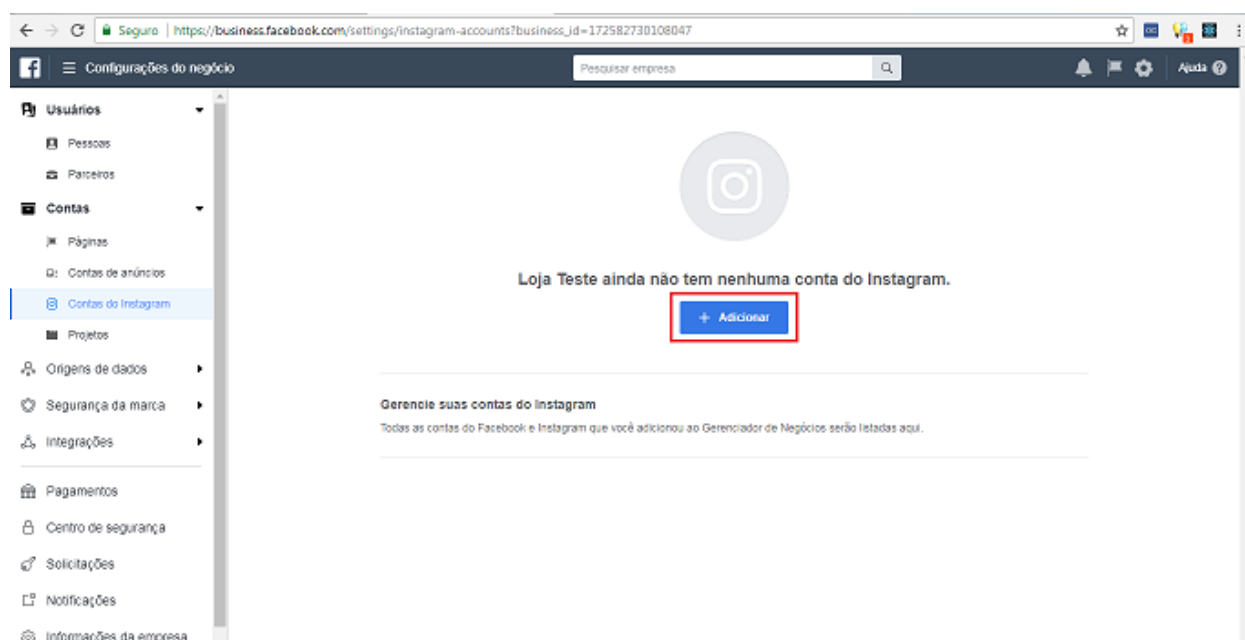 Seguro | https://business.facebook.com/settings/instagram-accounts?business_id=172582730108047
Configurações do negócio
Pesquisar empresa
1
Ajuda
Usuários
Pessoas
Parceiros
Contas
Páginas
Contas de anúncios
Contas do Instagram
Projetos
Origens de dados
Segurança da marca
Integrações
Pagamentos
Centro de segurança
Solicitações
Notificações
Informações da empresa
Loja Teste ainda não tem nenhuma conta do Instagram.
+ Adicionar
Gerencie suas contas do Instagram
Todas as contas do Facebook e Instagram que você adicionou ao Gerenciador de Negócios serão listadas aqui.